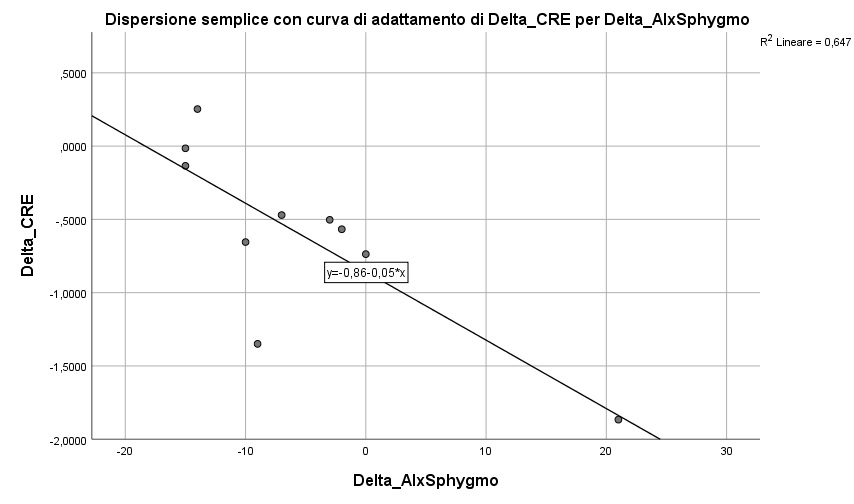 Dispersione semplice con curva di adattamento di Delta_CRE per Delta_AIxSphygmo
R2 Lineare = 0,647
,5000
,0000
-,5000
-1,0000
-1,5000
-2,0000
Delta_CRE
y=-0,86-0,05*x
-20
-10
0
10
20
30
Delta_AIxSphygmo